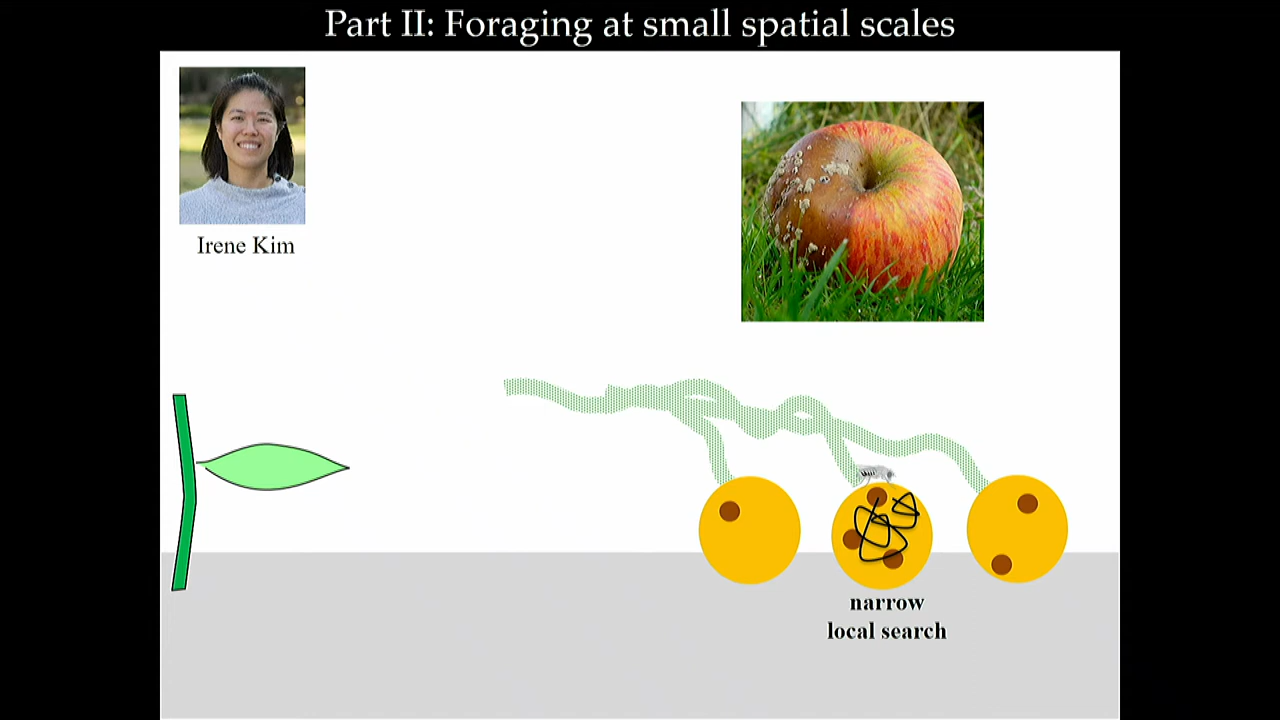 Part II: Foraging at small spatial scales
Irene Kim
narrow
local search